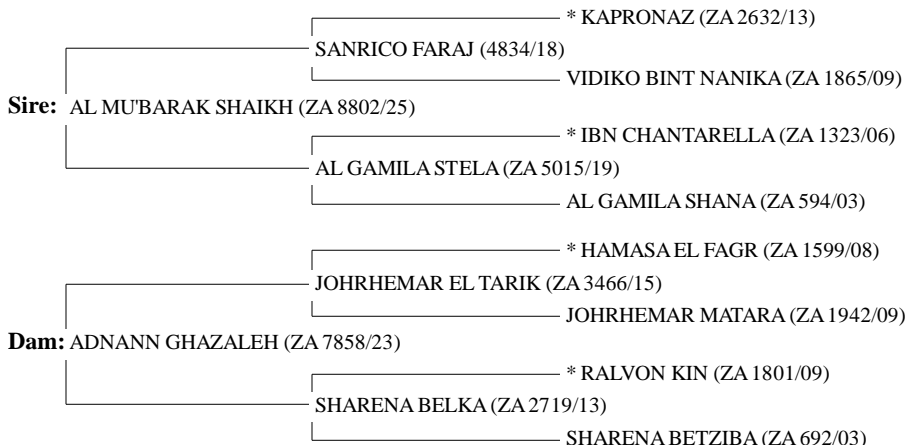 * KAPRONAZ (ZA 2632/13)
SANRICO FARAJ (4834/18)
VIDIKO BINT NANIKA (ZA 1865/09)
Sire: AL MU'BARAK SHAIKH (ZA 8802/25)
* IBN CHANTARELLA (ZA 1323/06)
AL GAMILA STELA (ZA 5015/19)
AL GAMILA SHANA (ZA 594/03)
* HAMASA EL FAGR (ZA 1599/08)
JOHRHEMAR EL TARIK (ZA 3466/15)
JOHRHEMAR MATARA (ZA 1942/09)
Dam: ADNANN GHAZALEH (ZA 7858/23)
* RALVON KIN (ZA 1801/09)
SHARENA BELKA (ZA 2719/13)
SHARENA BETZIBA (ZA 692/03)